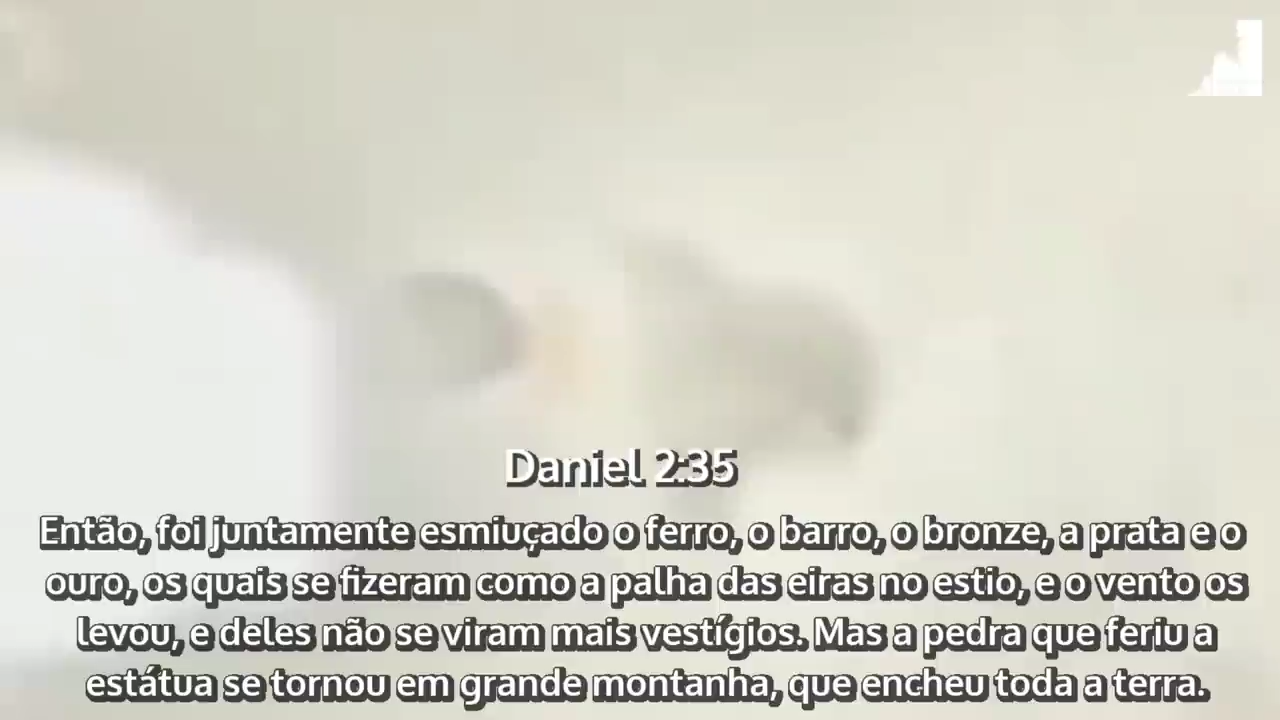 Daniel 2:35
Então, foi juntamente esmiuçado o ferro, o barro, o bronze, a prata e o
ouro, os quais se fizeram como a palha das eiras no estio, e o vento os
levou, e deles não se viram mais vestígios. Mas a pedra que feriu a
estátua se tornou em grande montanha, que encheu toda a terra.